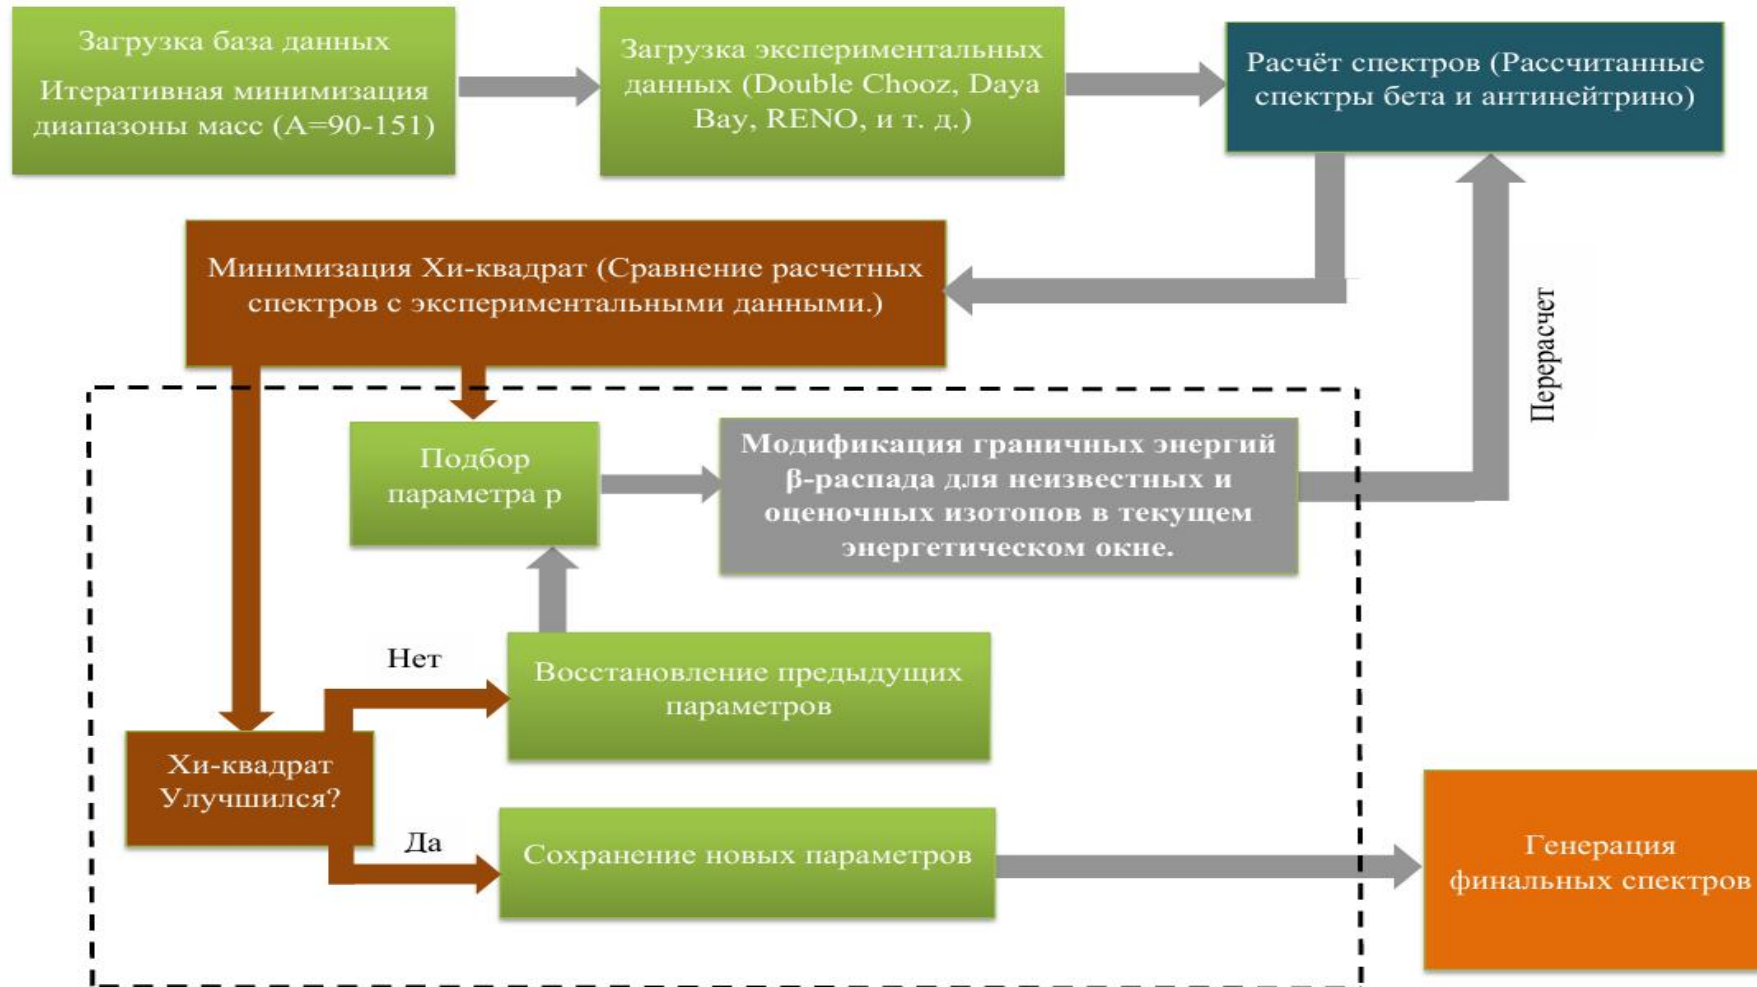 Загрузка база данных
Итеративная минимизация
диапазоны масс (A=90-151)
Загрузка экспериментальных
данных (Double Chooz, Daya
Bay, RENO, и т. д.)
Расчёт спектров (Рассчитанные
спектры бета и антинейтрино)
Минимизация Хи-квадрат (Сравнение расчетных
спектров с экспериментальными данными.)
Перерасчет
Подбор
параметра p
Модификация граничных энергий
β-распада для неизвестных и
оценочных изотопов в текущем
энергетическом окне.
Нет
Восстановление предыдущих
параметров
Хи-квадрат
Улучшился?
Да
Сохранение новых параметров
Генерация
финальных спектров